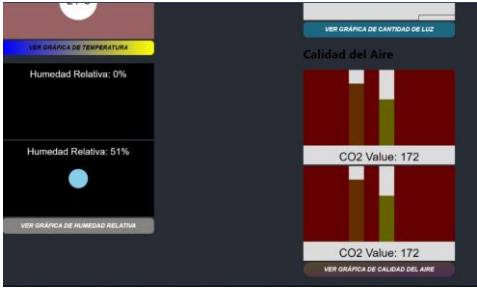 VER GRÁFICA DE TEMPERATURA
Humedad Relativa: 0%
Humedad Relativa: 51%
VER GRÁFICA DE HUMEDAD RELATIVA
VER GRÁFICA DE CANTIDAD DE LUZ
Calidad del Aire
CO2 Value: 172
CO2 Value: 172
VER GRÁFICA DE CALIDAD DEL AIRE